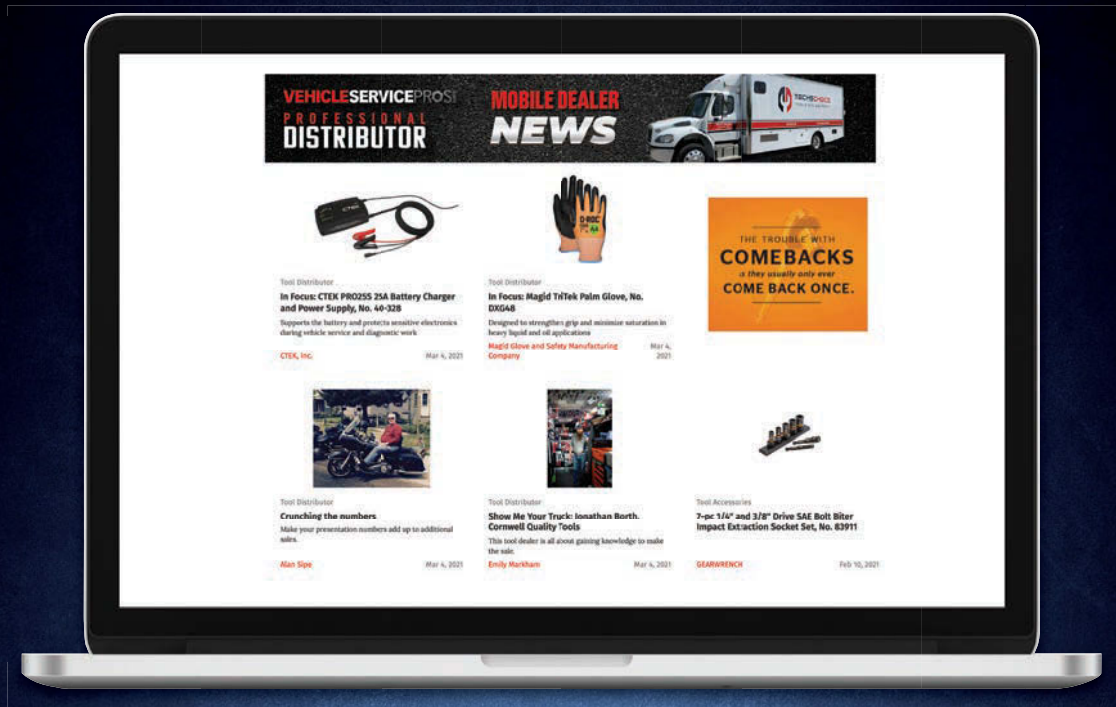 VEHICLESERVICEPROS!
PROFESSIONAL
DISTRIBUTOR
MOBILE DEALER
NEWS
TECHSCHOICE
CTEK
G-ROC
A4
Tool Distributor
In Focus: CTEK PRO25S 25A Battery Charger
and Power Supply, No. 40-328
Supports the battery and protects sensitive electronics
during vehicle service and diagnostic work
CTEK, Inc.
Mar 4, 2021
Tool Distributor
In Focus: Magid TriTek Palm Glove, No.
DXG48
Designed to strengthen grip and minimize saturation in
heavy liquid and oil applications
Magid Glove and Safety Manufacturing
Company
Mar 4,
2021
THE TROUBLE WITH
COMEBACKS
is they usually only ever
COME BACK ONCE.
Tool Distributor
Crunching the numbers
Make your presentation numbers add up to additional
sales.
Alan Sipe
Mar 4, 2021
Tool Distributor
Show Me Your Truck: Jonathan Borth,
Cornwell Quality Tools
This tool dealer is all about gaining knowledge to make
the sale.
Emily Markham
Mar 4, 2021
Tool Accessories
7-pc 1/4" and 3/8" Drive SAE Bolt Biter
Impact Extraction Socket Set, No. 83911
GEARWRENCH
Feb 10, 2021